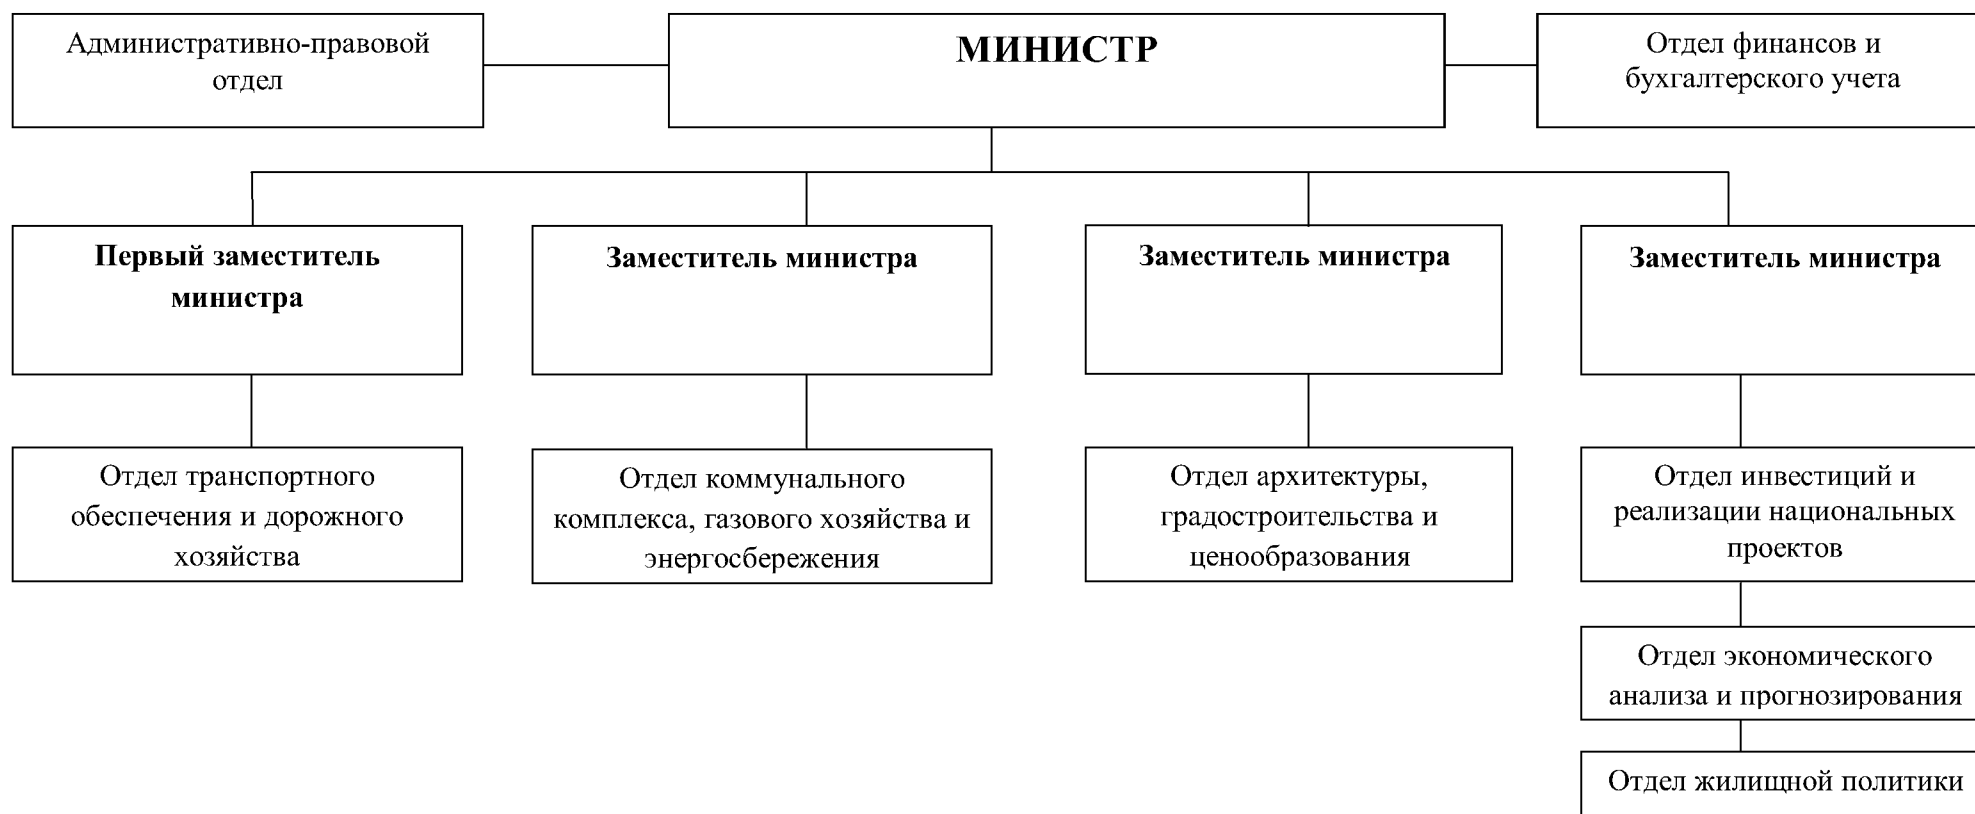 Административно-правовой
отдел
МИНИСТР
Отдел финансов и
бухгалтерского учета
Первый заместитель
министра
Заместитель министра
Заместитель министра
Заместитель министра
Отдел транспортного
обеспечения и дорожного
хозяйства
Отдел коммунального
комплекса, газового хозяйства и
энергосбережения
Отдел архитектуры,
градостроительства и
ценообразования
Отдел инвестиций и
реализации национальных
проектов
Отдел экономического
анализа и прогнозирования
Отдел жилищной политики